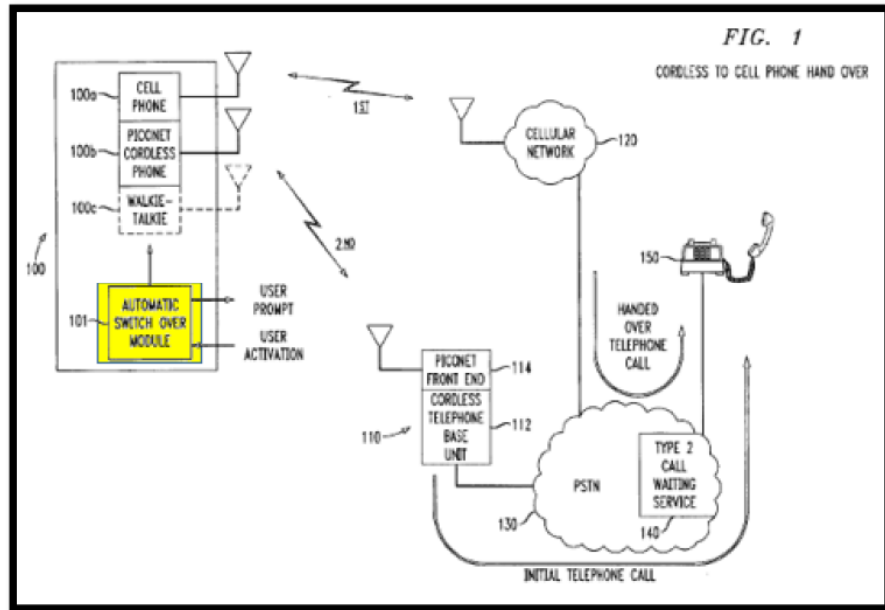 FIG. 1
CORDLESS TO CELL PHONE HAND OVER
100a
CELL
PHONE
100b
PICONET
CORDLESS
PHONE
100c
WALKIE-
TALKIE
100
1ST
2ND
CELLULAR
NETWORK
120
101
AUTOMATIC
SWITCH OVER
MODULE
USER
PROMPT
USER
ACTIVATION
150
HANDED
OVER
TELEPHONE
CALL
PICONET
FRONT END
114
CORDLESS
TELEPHONE
BASE
UNIT
112
110
PSTN
130
TYPE 2
CALL
WAITING
SERVICE
140
INITIAL TELEPHONE CALL